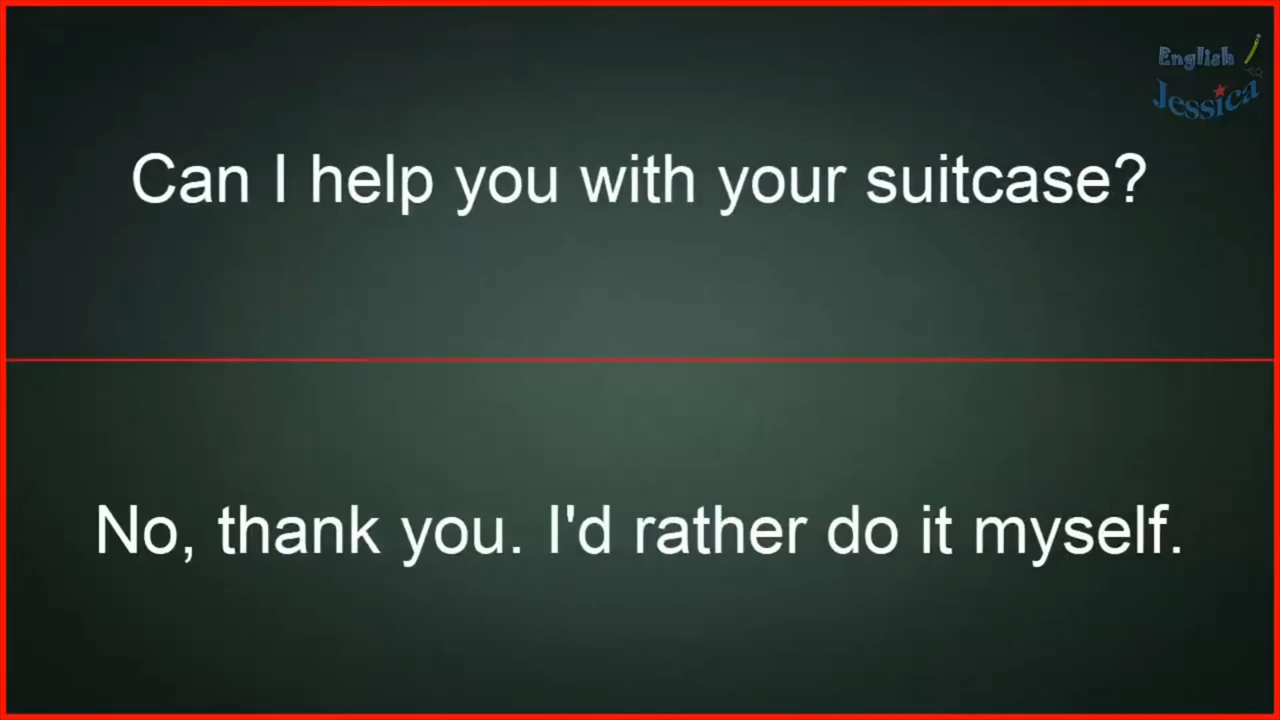 English
Jessica
Can I help you with your suitcase?
No, thank you. I'd rather do it myself.